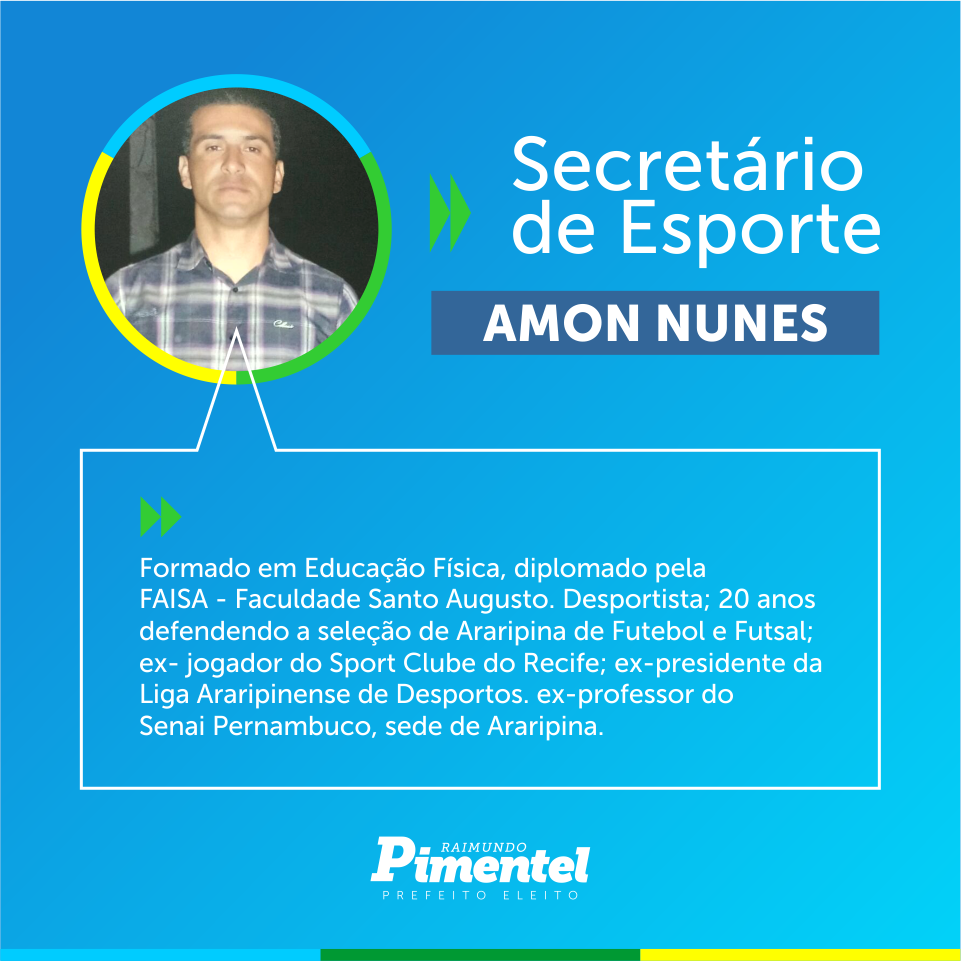 Secretário
de Esporte
AMON NUNES
Formado em Educação Física, diplomado pela
FAISA - Faculdade Santo Augusto. Desportista; 20 anos
defendendo a seleção de Araripina de Futebol e Futsal;
ex- jogador do Sport Clube do Recife; ex-presidente da
Liga Araripinense de Desportos. ex-professor do
Senai Pernambuco, sede de Araripina.
RAIMUNDO
Pimentel
PREFEITO ELEITO